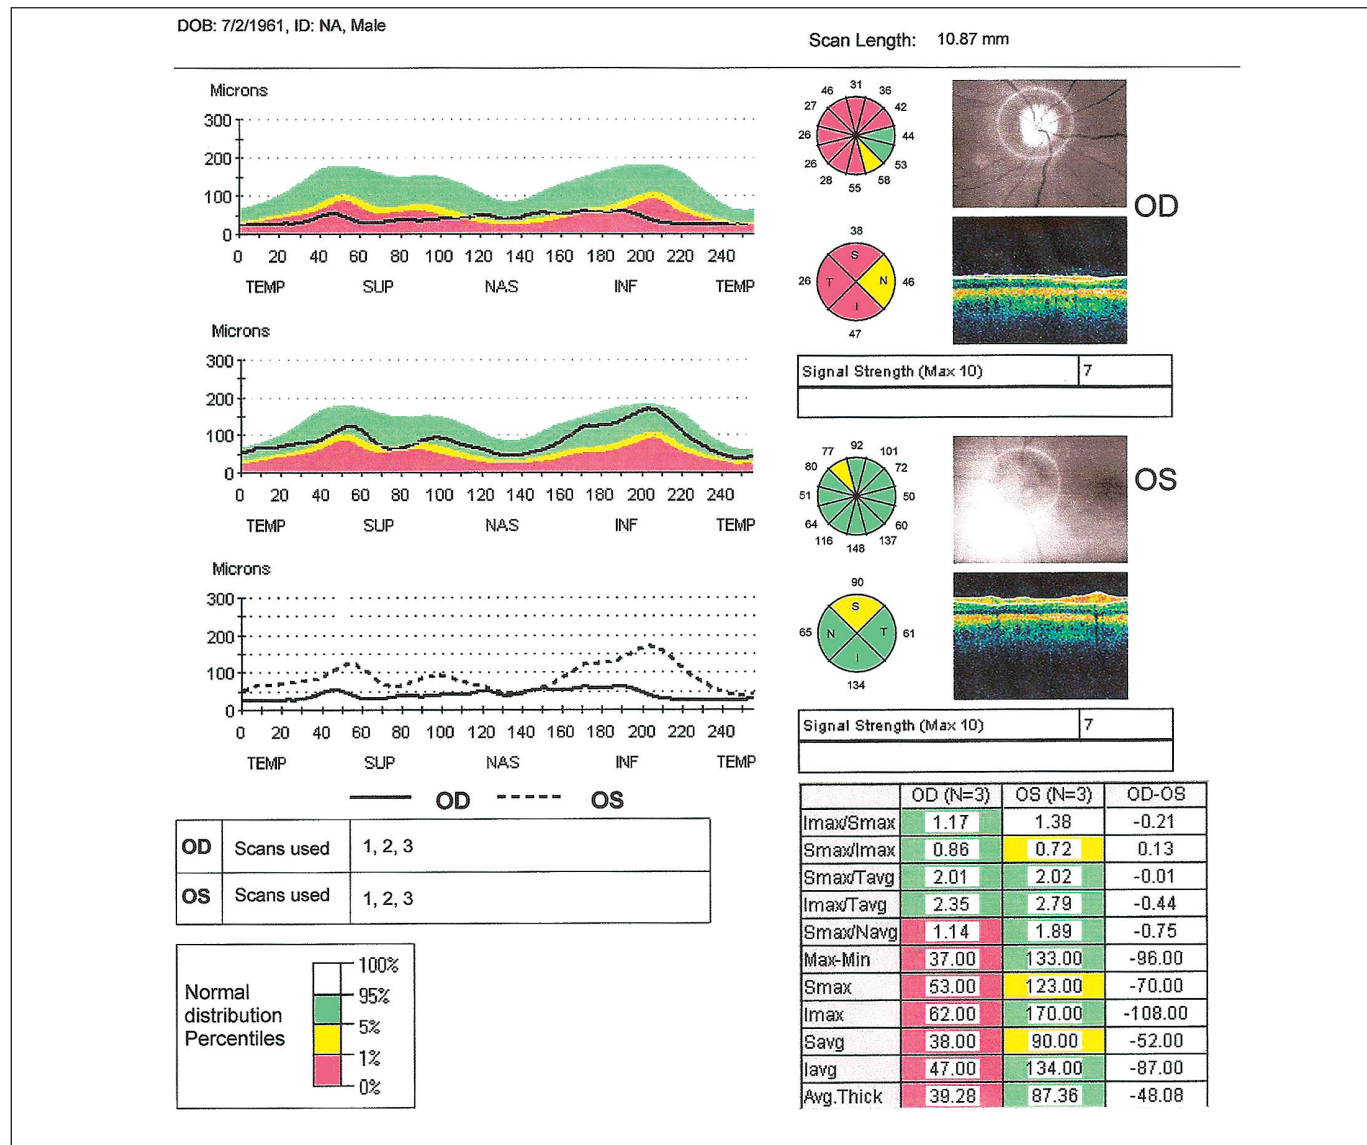 DOB: 7/2/1961, ID: NA, Male
Scan Length: 10.87 mm
Microns
300
200
100
0
0 20 40 60 80 100 120 140 160 180 200 220 240
TEMP SUP NAS INF TEMP
46 31 36
27 42
26 44
26 53
28 55 58
38
S
26 T N 46
I
47
OD
Signal Strength (Max 10) 7
Microns
300
200
100
0
0 20 40 60 80 100 120 140 160 180 200 220 240
TEMP SUP NAS INF TEMP
77 92 101
80 72
51 50
64 60
116 148 137
90
S
65 N T 61
I
134
OS
Signal Strength (Max 10) 7
Microns
300
200
100
0
0 20 40 60 80 100 120 140 160 180 200 220 240
TEMP SUP NAS INF TEMP
OD OS
OD Scans used 1, 2, 3
OS Scans used 1, 2, 3
Normal
distribution
Percentiles
100%
95%
5%
1%
0%
OD (N=3) OS (N=3) OD-OS
Imax/Smax 1.17 1.38 -0.21
Smax/Imax 0.86 0.72 0.13
Smax/Tavg 2.01 2.02 -0.01
Imax/Tavg 2.35 2.79 -0.44
Smax/Navg 1.14 1.89 -0.75
Max-Min 37.00 133.00 -96.00
Smax 53.00 123.00 -70.00
Imax 62.00 170.00 -108.00
Savg 38.00 90.00 -52.00
Iavg 47.00 134.00 -87.00
Avg.Thick 39.28 87.36 -48.08